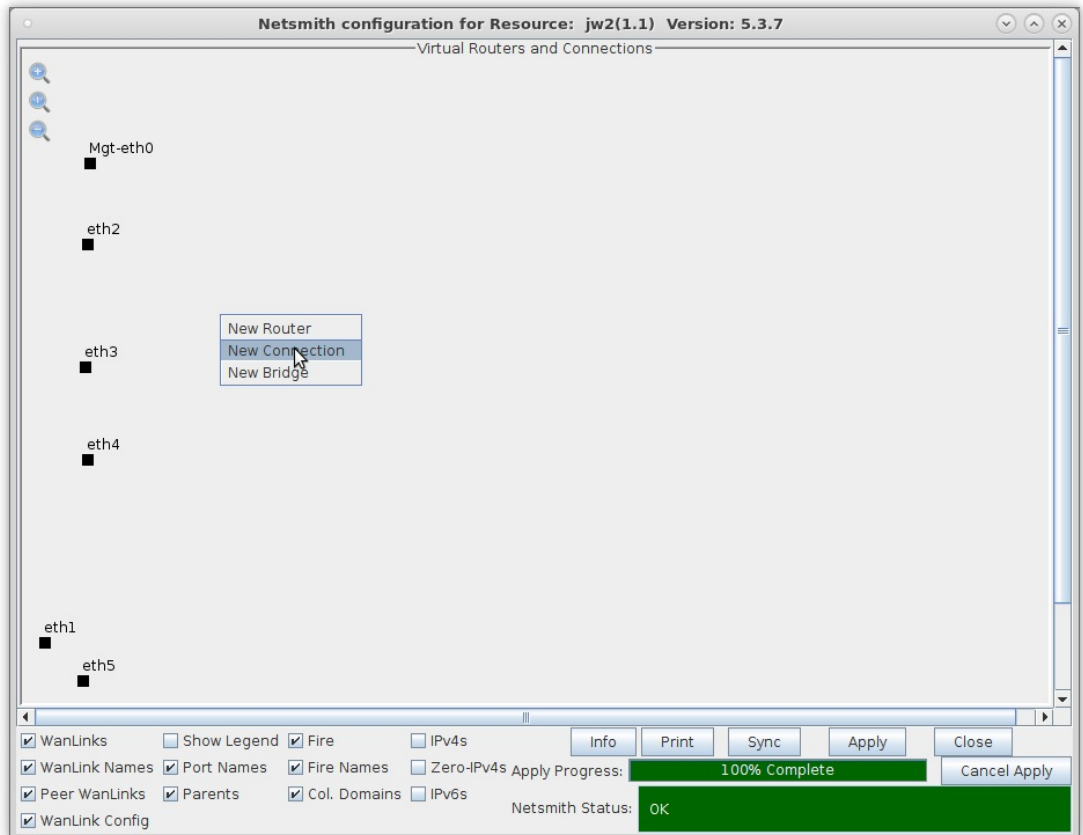 Netsmith configuration for Resource: jw2(1.1) Version: 5.3.7
Virtual Routers and Connections
Mgt-eth0
eth2
New Router
New Connection
New Bridge
eth3
eth4
eth1
eth5
WanLinks Show Legend Fire IPv4s Info Print Sync Apply Close
WanLink Names Port Names Fire Names Zero-IPv4s Apply Progress: 100% Complete Cancel Apply
Peer WanLinks Parents Col. Domains IPv6s Netsmith Status: OK
WanLink Config